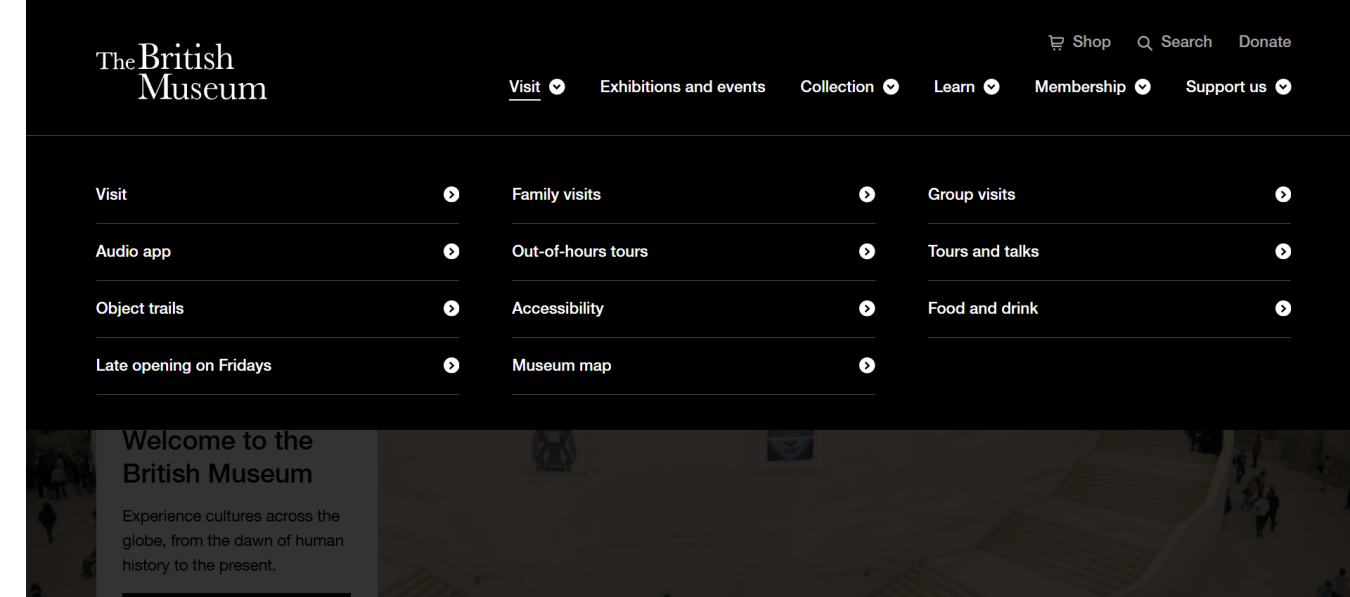 The British
Museum
Shop Search Donate
Visit Exhibitions and events Collection Learn Membership Support us
Visit Family visits Group visits
Audio app Out-of-hours tours Tours and talks
Object trails Accessibility Food and drink
Late opening on Fridays Museum map
Welcome to the
British Museum
Experience cultures across the
globe, from the dawn of human
history to the present.